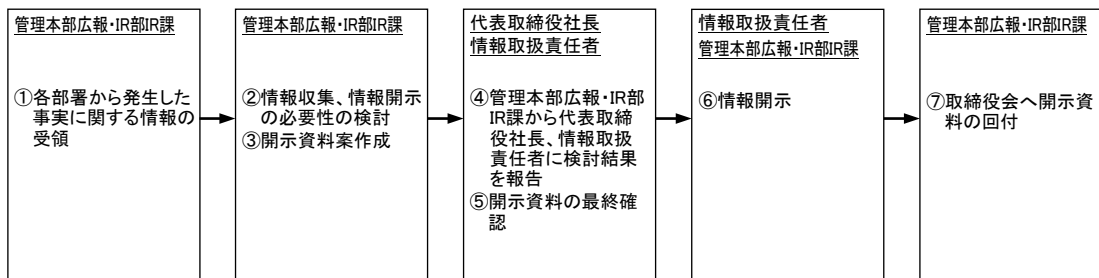 管理本部広報・IR部IR課
①各部署から発生した
事実に関する情報の
受領
管理本部広報・IR部IR課
②情報収集、情報開示
の必要性の検討
③開示資料案作成
代表取締役社長
情報取扱責任者
④管理本部広報・IR部
IR課から代表取締
役社長、情報取扱
責任者に検討結果
を報告
⑤開示資料の最終確
認
情報取扱責任者
管理本部広報・IR部IR課
⑥情報開示
管理本部広報・IR部IR課
⑦取締役会へ開示資
料の回付